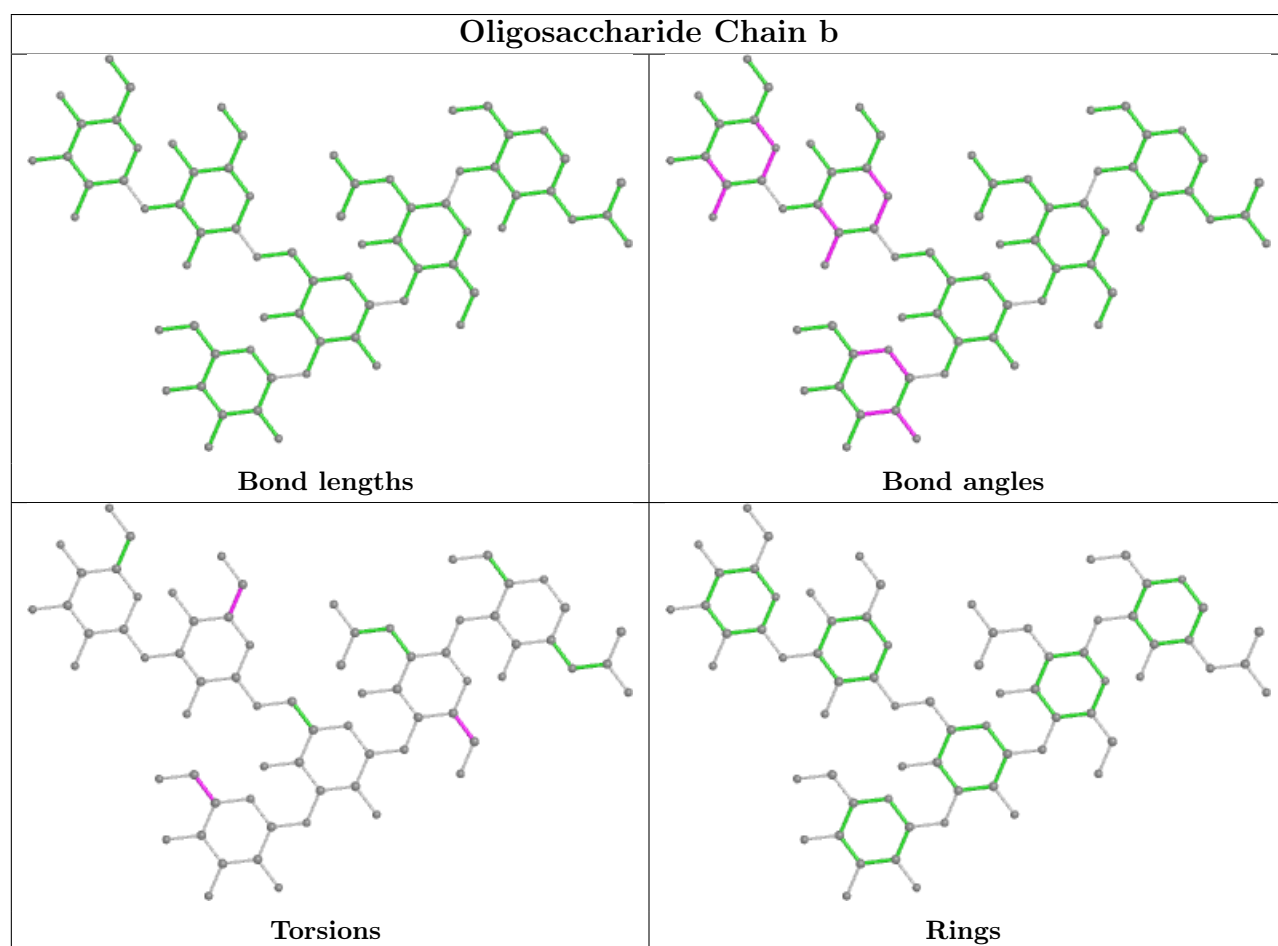 Oligosaccharide Chain b
Bond lengths
Bond angles
Torsions
Rings